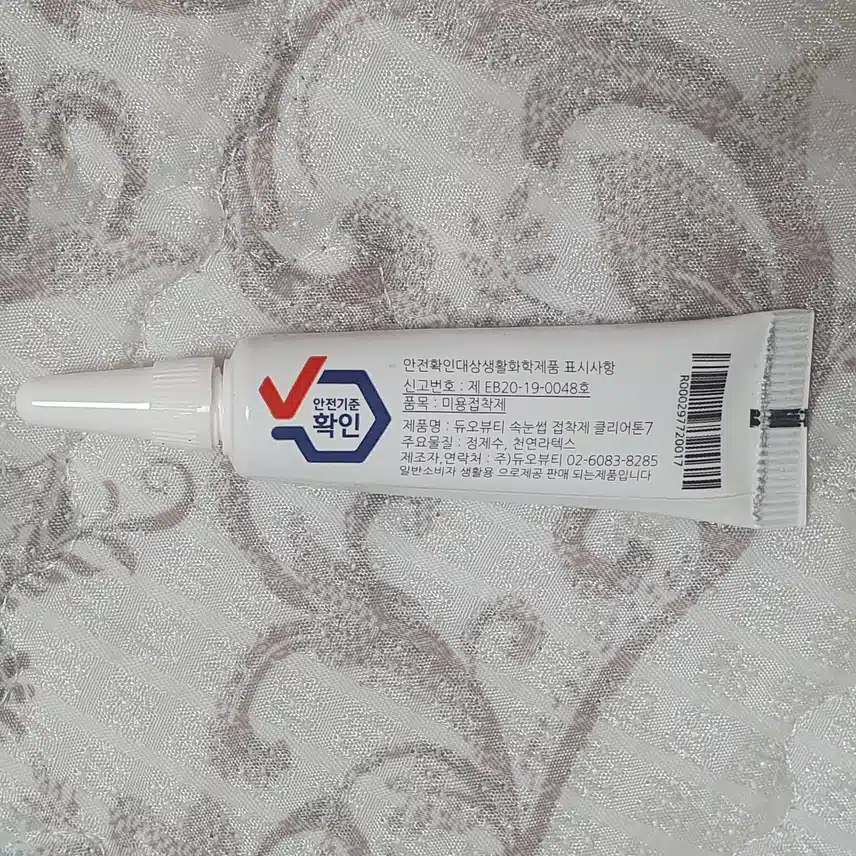 안전기준
확인
안전확인대상생활화학제품 표시사항
신고번호 : 제 EB20-19-0048호
품목 : 미용접착제
제품명 : 듀오뷰티 속눈썹 접착제 클리어톤7
주요물질 : 정제수, 천연라텍스
제조자,연락처 : 주)듀오뷰티 02-6083-8285
일반소비자 생활용 으로제공 판매 되는제품입니다
R000297720017